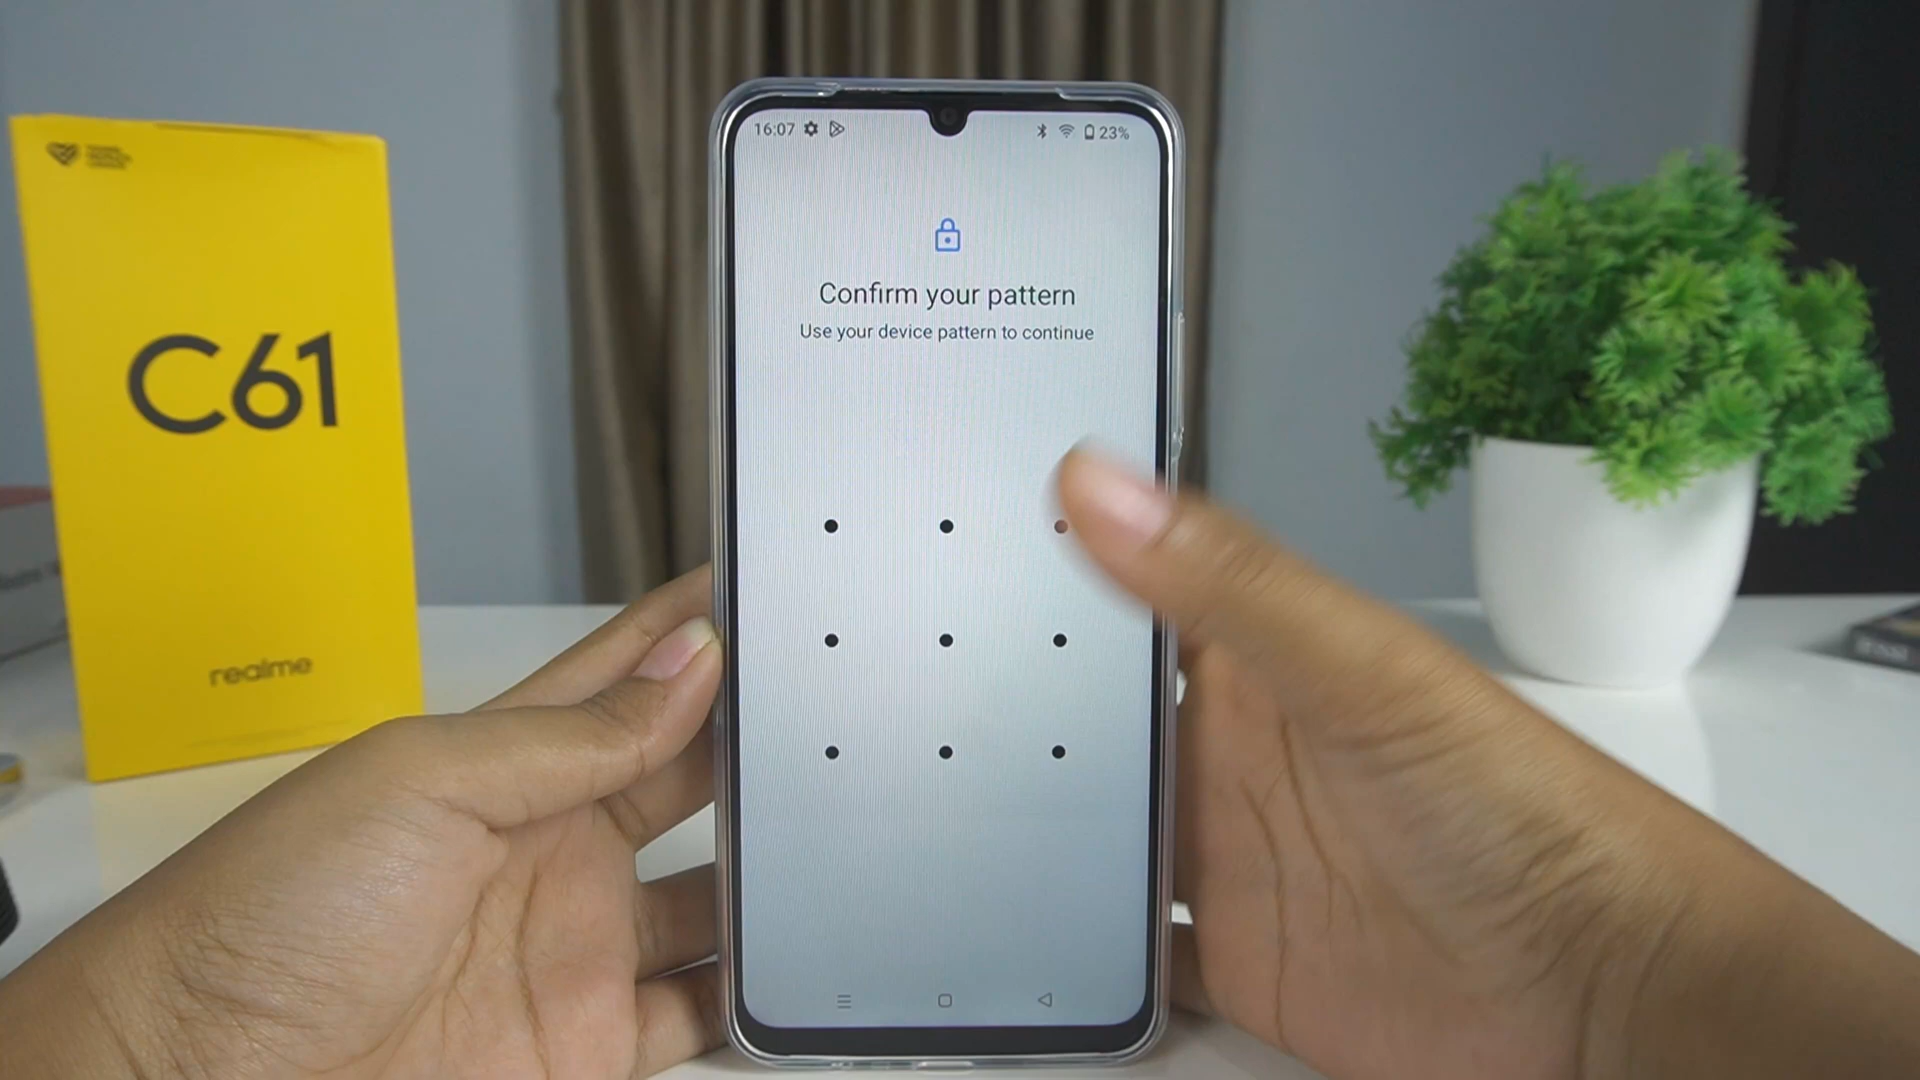 C61
realme
16:07
23%
Confirm your pattern
Use your device pattern to continue